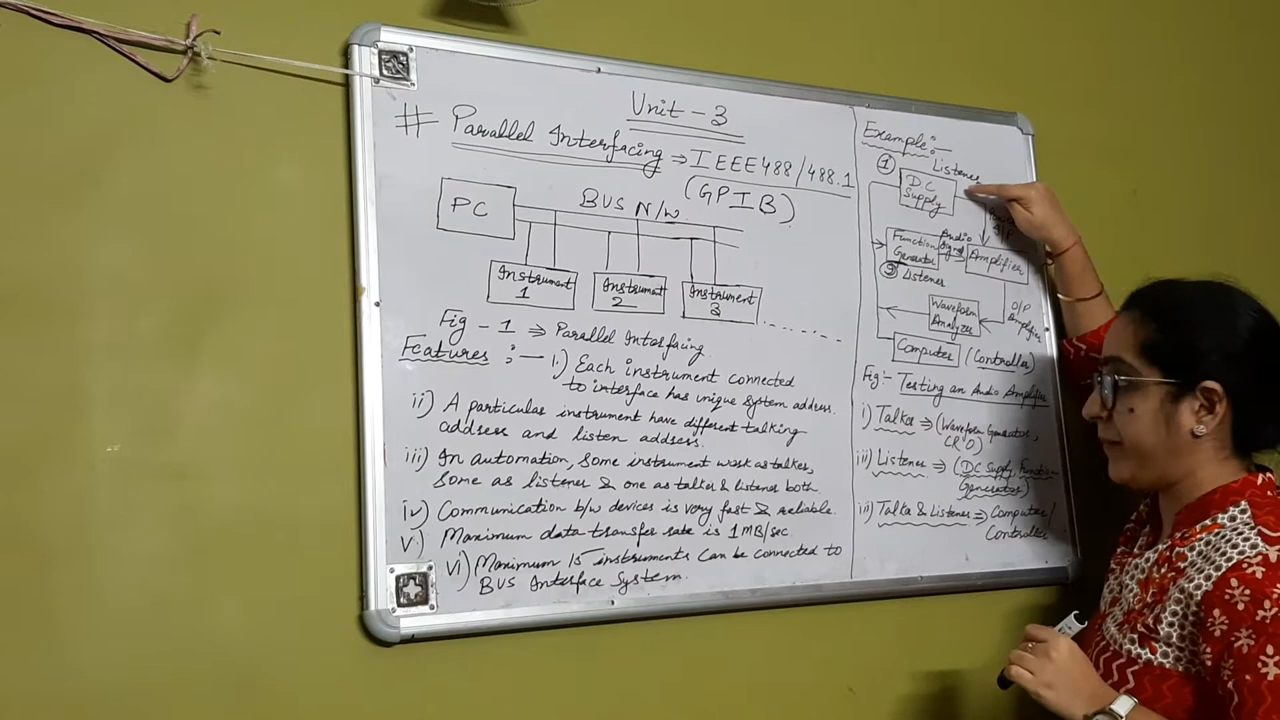 Unit - 3
# Parallel Interfacing ⇒ IEEE488/488.1
(GPIB)
PC
BUS N/w
Instrument
1
Instrument
2
Instrument
3
Fig - 1 ⇒ Parallel Interfacing
Features :— i.) Each instrument connected
to interface has unique system address.
ii) A particular instrument have different talking
address and listen address.
iii) In automation, some instrument work as talker,
some as listener & one as talker & listener both.
iv) Communication b/w devices is very fast & reliable.
v.) Maximum data transfer rate is 1MB/sec.
vi) Maximum 15 instruments can be connected to
BUS Interface System.
Example:—
Listener
1
DC
Supply
Function
Generator
Audio
Amplifier
2 Listener
Waveform
Analyzer
O/P
Amplifier
Computer (Controller)
Fig:- Testing an Audio Amplifier
i) Talker ⇒ (Waveform Generator,
CRO)
ii) Listener ⇒ (DC Supply, Function
Generator)
iii) Talker & Listener ⇒ Computer/
Controller